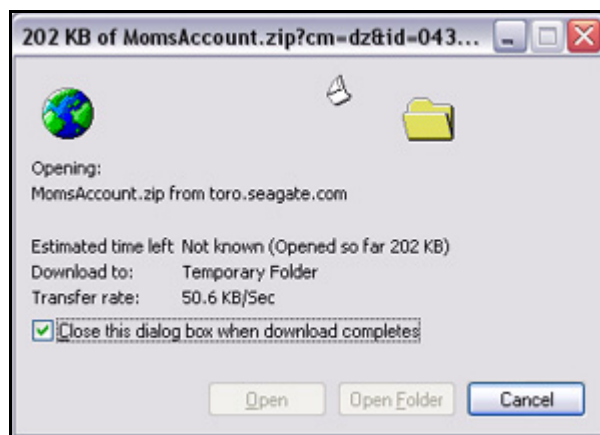 202 KB of MomsAccount.zip?cm=dz&id=043...
Opening:
MomsAccount.zip from toro.seagate.com
Estimated time left Not known (Opened so far 202 KB)
Download to: Temporary Folder
Transfer rate: 50.6 KB/Sec
Close this dialog box when download completes
Open Open Folder Cancel